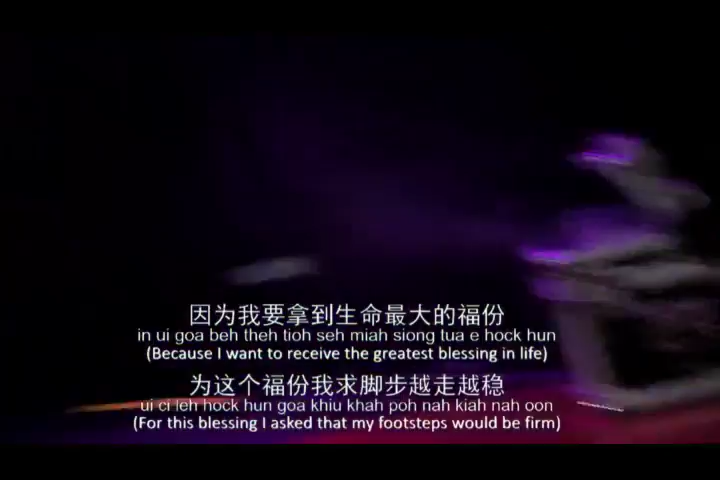 因为我要拿到生命最大的福份
in ui goa beh theh tioh seh miah siong tua e hock hun
(Because I want to receive the greatest blessing in life)
为这个福份我求脚步越走越稳
ui ci leh hock hun goa khiu khah poh nah kiah nah oon
(For this blessing I asked that my footsteps would be firm)